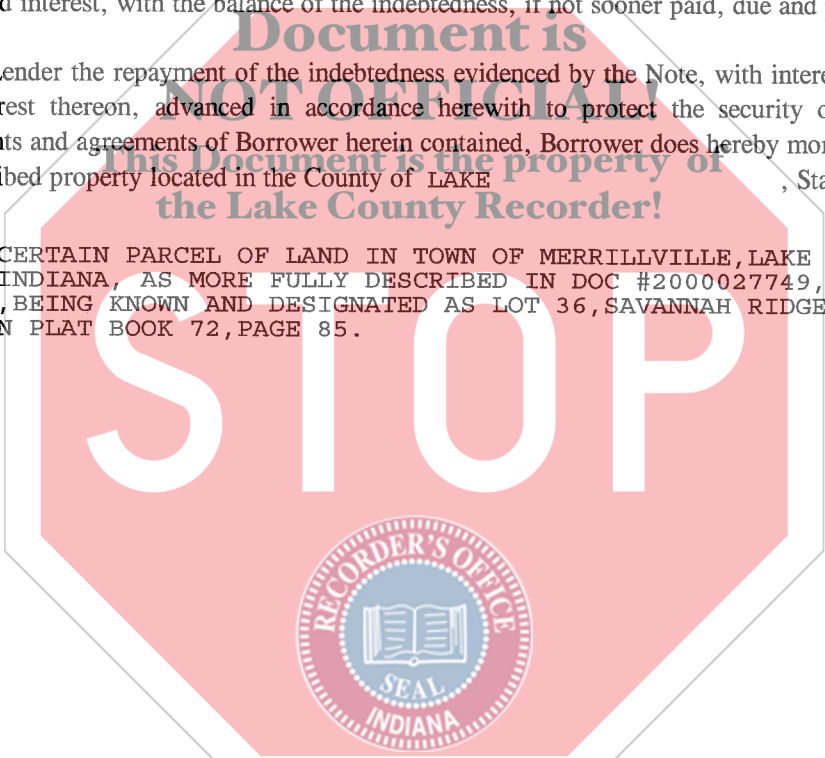 interest, with the balance of the indebtedness, if not sooner paid, due and
Document is
ender the repayment of the indebtedness evidenced by the Note, with intere
rest thereon, advanced in accordance herewith to protect the security o
NOT OFFICIAL!
nts and agreements of Borrower herein contained, Borrower does hereby mor
This Document is the property of
ibed property located in the County of LAKE , Sta
the Lake County Recorder!
CERTAIN PARCEL OF LAND IN TOWN OF MERRILLVILLE,LAKE
INDIANA, AS MORE FULLY DESCRIBED IN DOC #2000027749,
,BEING KNOWN AND DESIGNATED AS LOT 36,SAVANNAH RIDGE
N PLAT BOOK 72,PAGE 85.
STOP
RECORDER'S OFFICE
SEAL
INDIANA